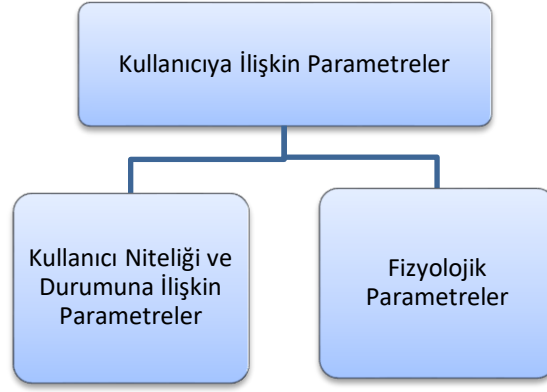 Kullanıcıya İlişkin Parametreler
Kullanıcı Niteliği ve
Durumuna İlişkin
Parametreler
Fizyolojik
Parametreler